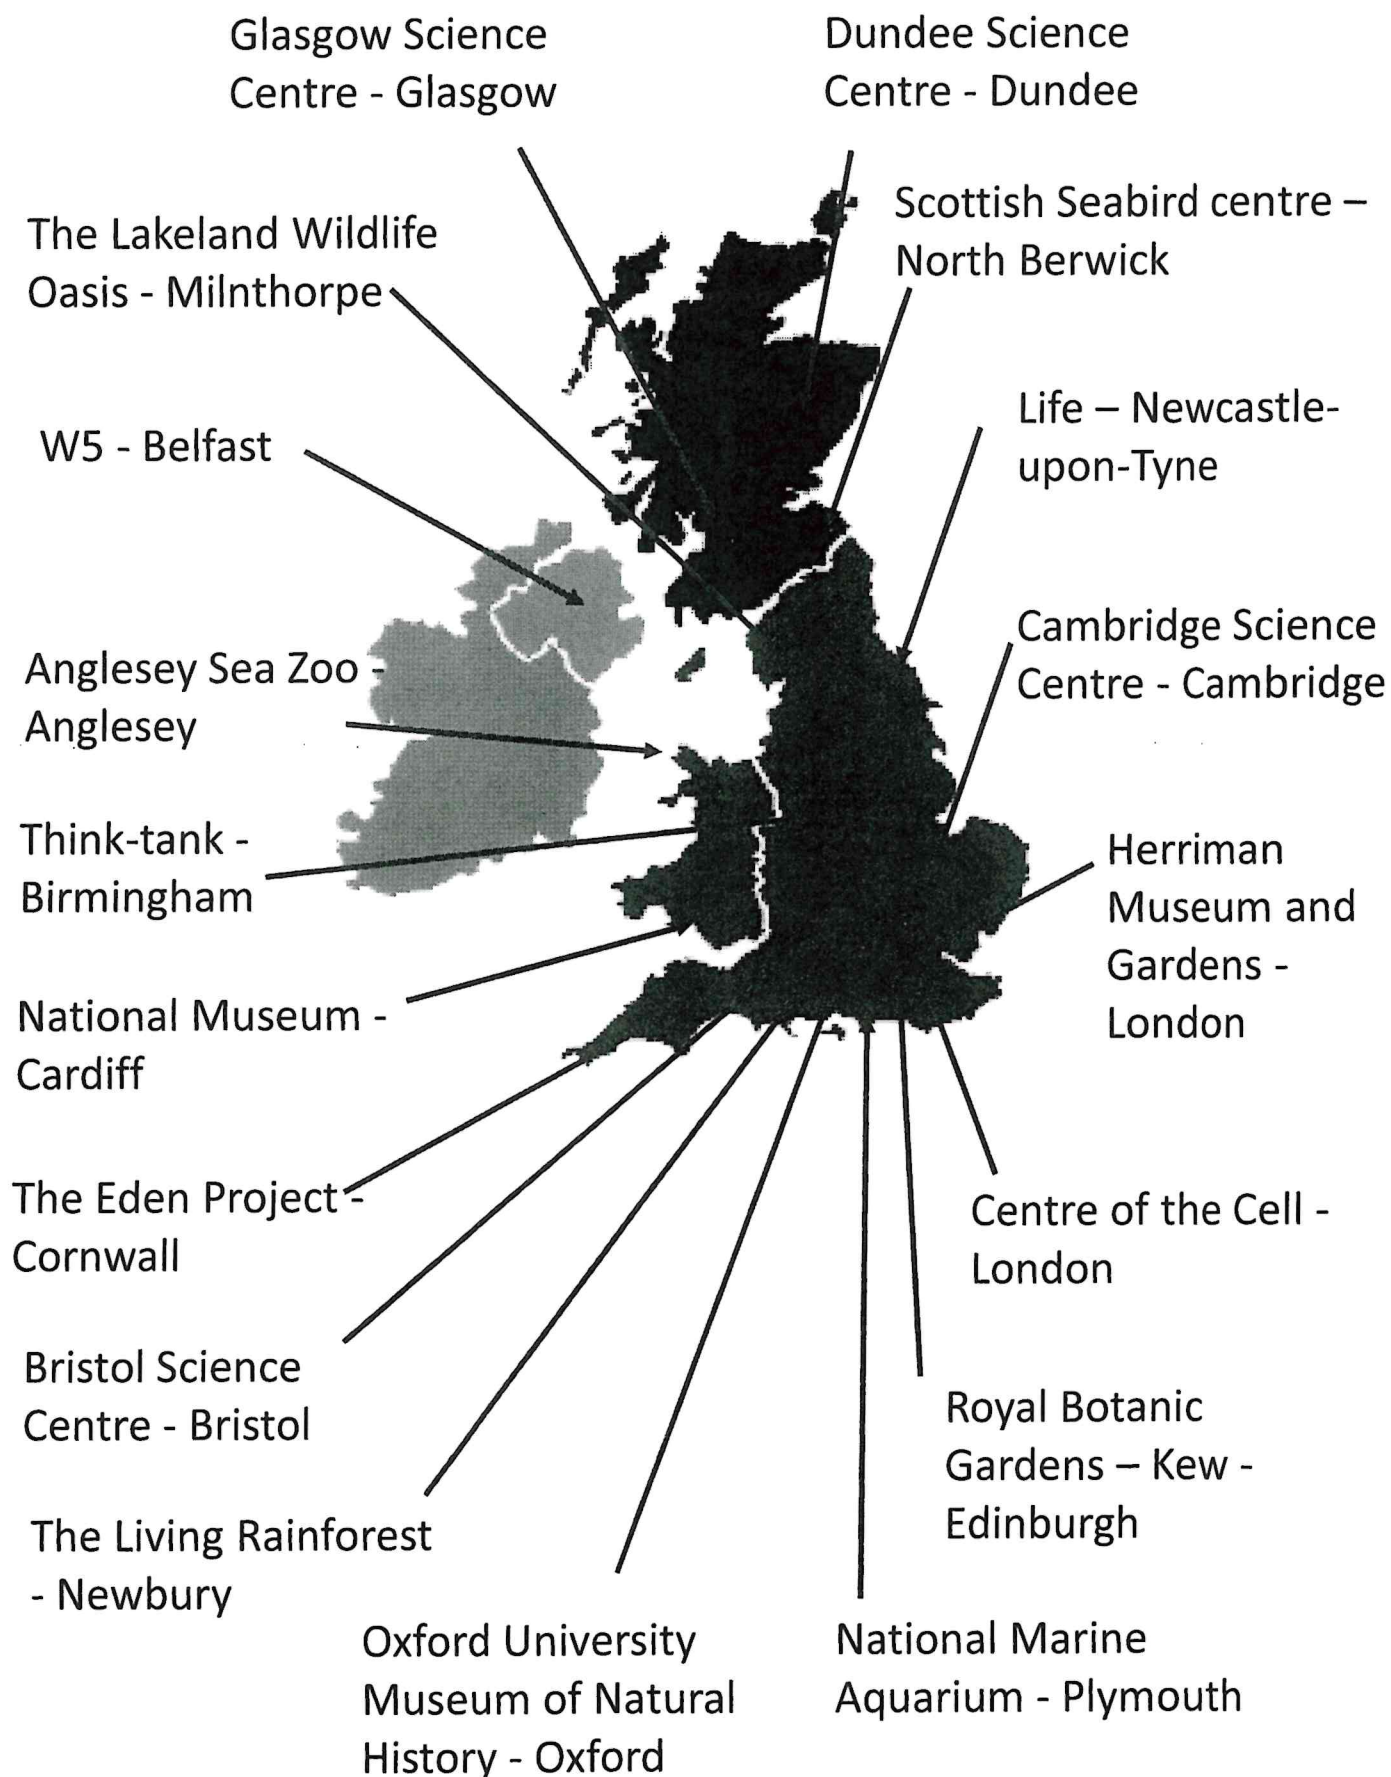 Glasgow Science
Centre - Glasgow
Dundee Science
Centre - Dundee
Scottish Seabird centre –
North Berwick
The Lakeland Wildlife
Oasis - Milnthorpe
Life – Newcastle-
upon-Tyne
W5 - Belfast
Cambridge Science
Centre - Cambridge
Anglesey Sea Zoo -
Anglesey
Think-tank -
Birmingham
Herriman
Museum and
Gardens -
London
National Museum -
Cardiff
The Eden Project -
Cornwall
Centre of the Cell -
London
Bristol Science
Centre - Bristol
Royal Botanic
Gardens – Kew -
Edinburgh
The Living Rainforest
- Newbury
Oxford University
Museum of Natural
History - Oxford
National Marine
Aquarium - Plymouth